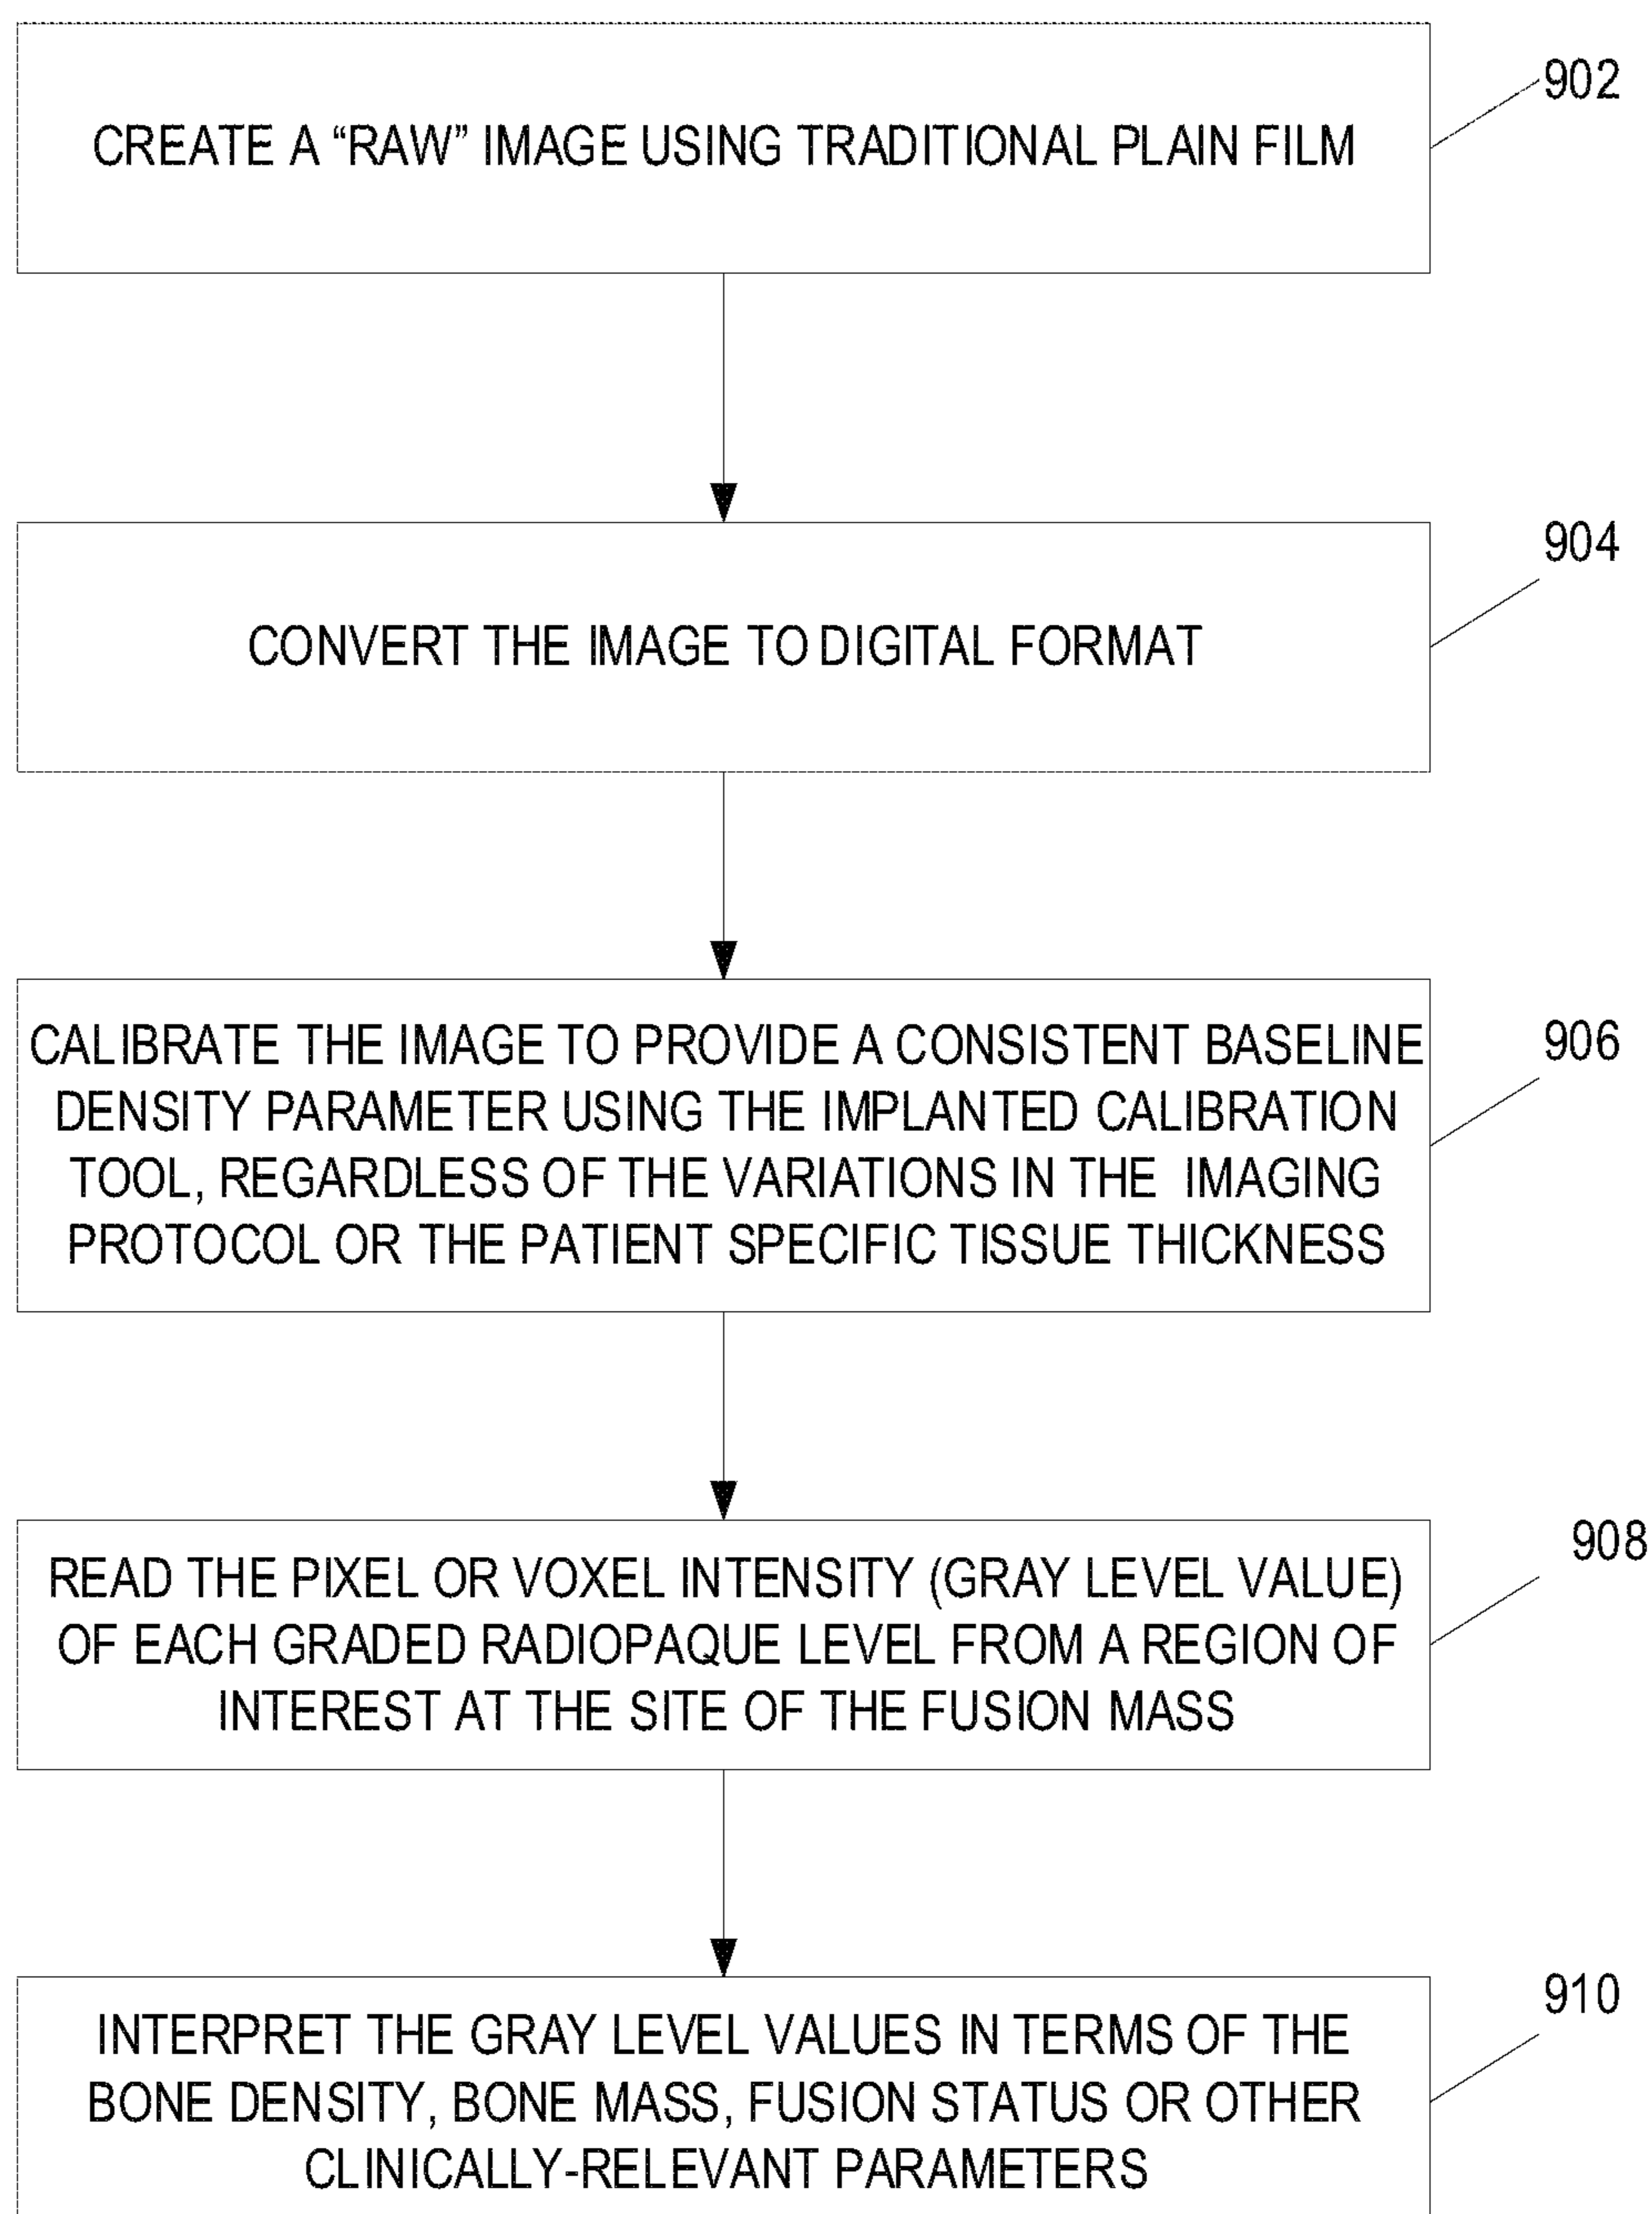 CREATE A “RAW” IMAGE USING TRADITIONAL PLAIN FILM
902
CONVERT THE IMAGE TO DIGITAL FORMAT
904
CALIBRATE THE IMAGE TO PROVIDE A CONSISTENT BASELINE
DENSITY PARAMETER USING THE IMPLANTED CALIBRATION
TOOL, REGARDLESS OF THE VARIATIONS IN THE IMAGING
PROTOCOL OR THE PATIENT SPECIFIC TISSUE THICKNESS
906
READ THE PIXEL OR VOXEL INTENSITY (GRAY LEVEL VALUE)
OF EACH GRADED RADIOPAQUE LEVEL FROM A REGION OF
INTEREST AT THE SITE OF THE FUSION MASS
908
INTERPRET THE GRAY LEVEL VALUES IN TERMS OF THE
BONE DENSITY, BONE MASS, FUSION STATUS OR OTHER
CLINICALLY-RELEVANT PARAMETERS
910